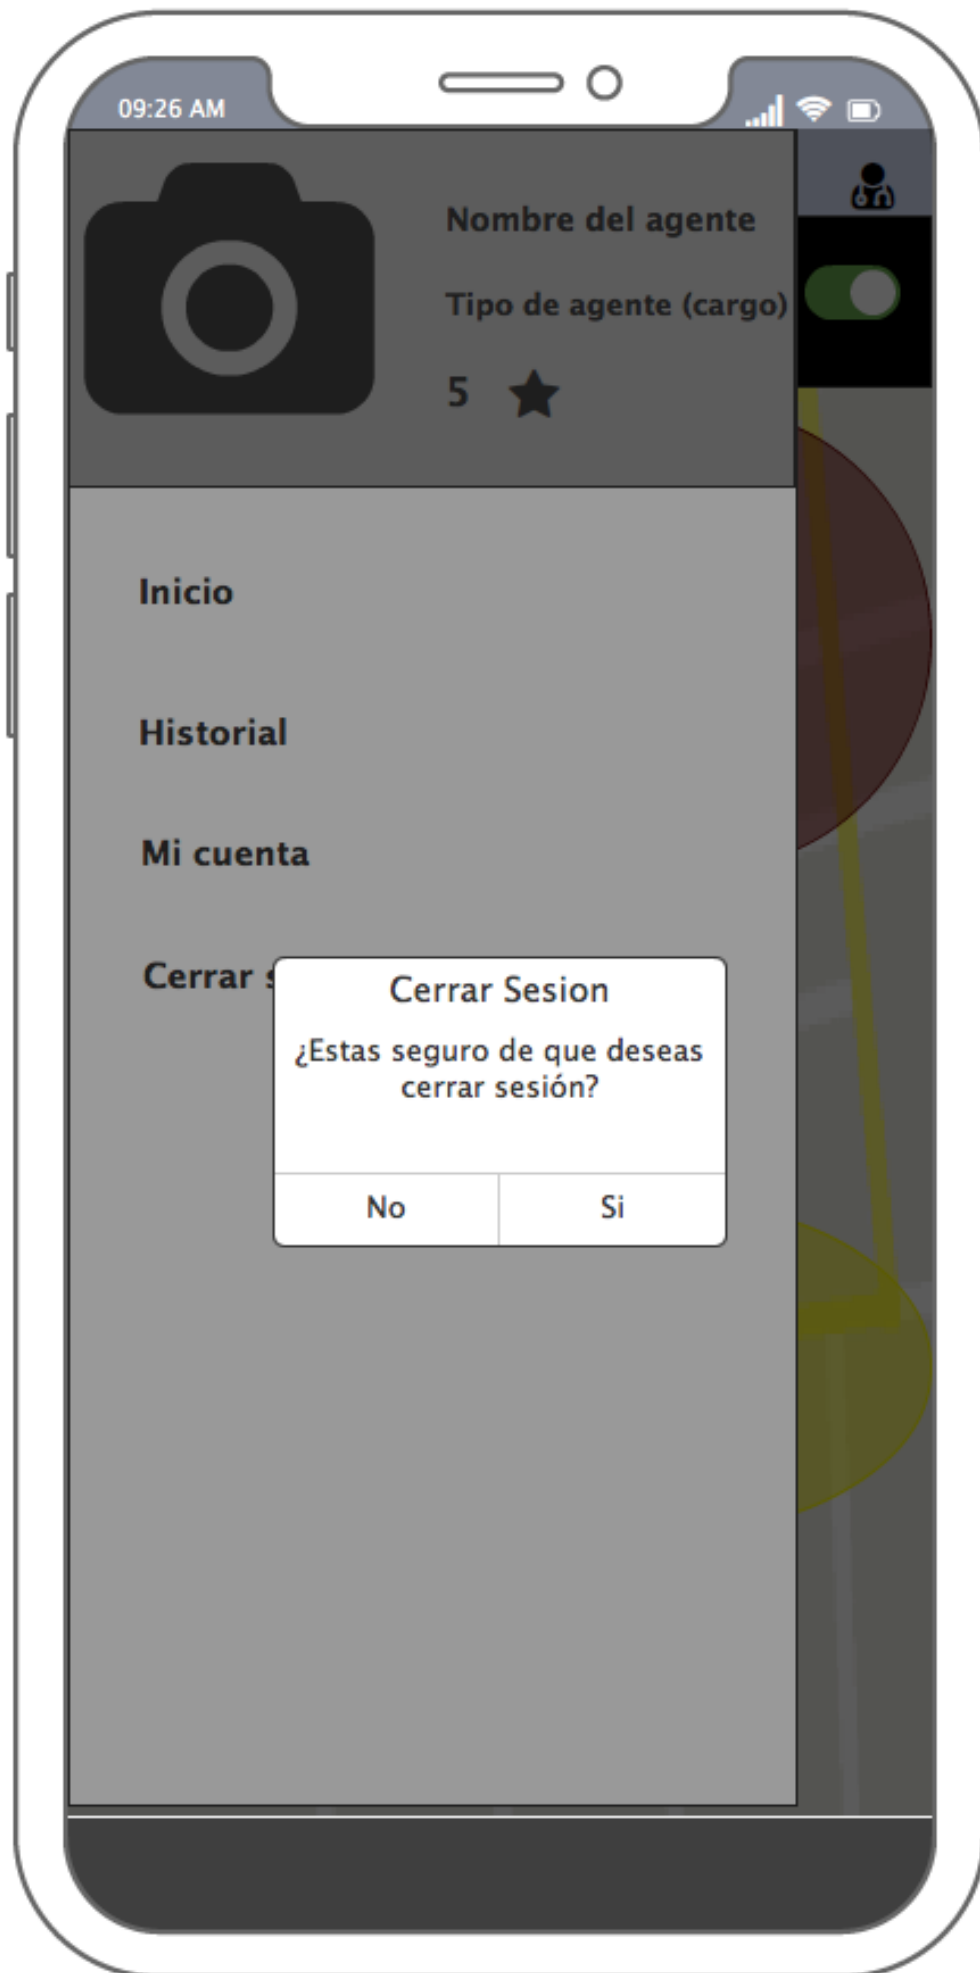 09:26 AM
Nombre del agente
Tipo de agente (cargo)
5
Inicio
Historial
Mi cuenta
Cerrar
Cerrar Sesion
¿Estas seguro de que deseas
cerrar sesión?
No
Si